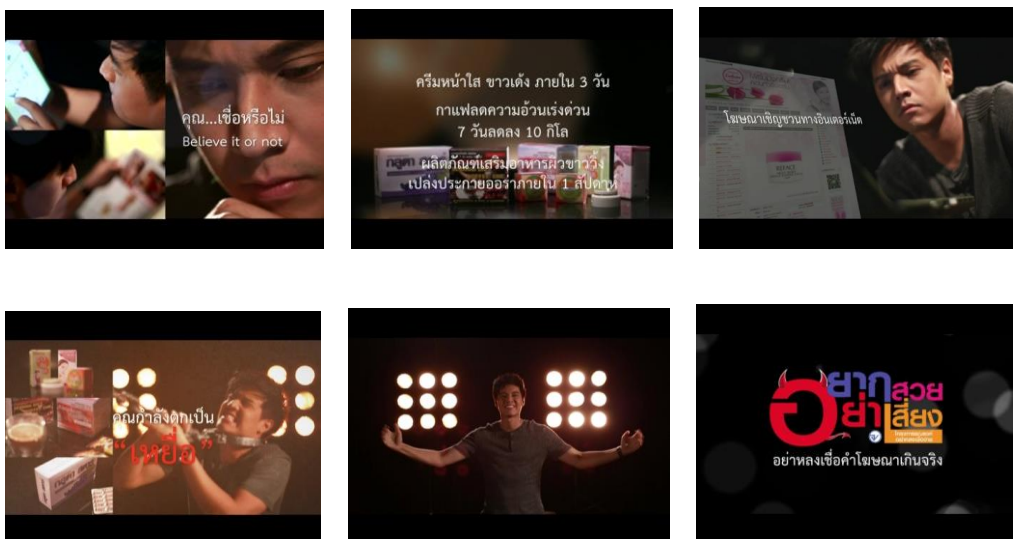 คุณ...เชื่อหรือไม่
Believe it or not
ครีมหน้าใส ขาวเด้ง ภายใน 3 วัน
กาแฟลดความอ้วนเร่งด่วน
7 วันลดลง 10 กิโล
ผลิตภัณฑ์เสริมอาหารผิวขาววิ้ง
เปล่งประกายออร่าภายใน 1 สัปดาห์
กลูตา
โฆษณาเชิญชวนทางอินเตอร์เน็ต
คุณกำลังตกเป็น
“เหยื่อ”
อยากสวย
อย่าเสี่ยง
อย่าหลงเชื่อคำโฆษณาเกินจริง